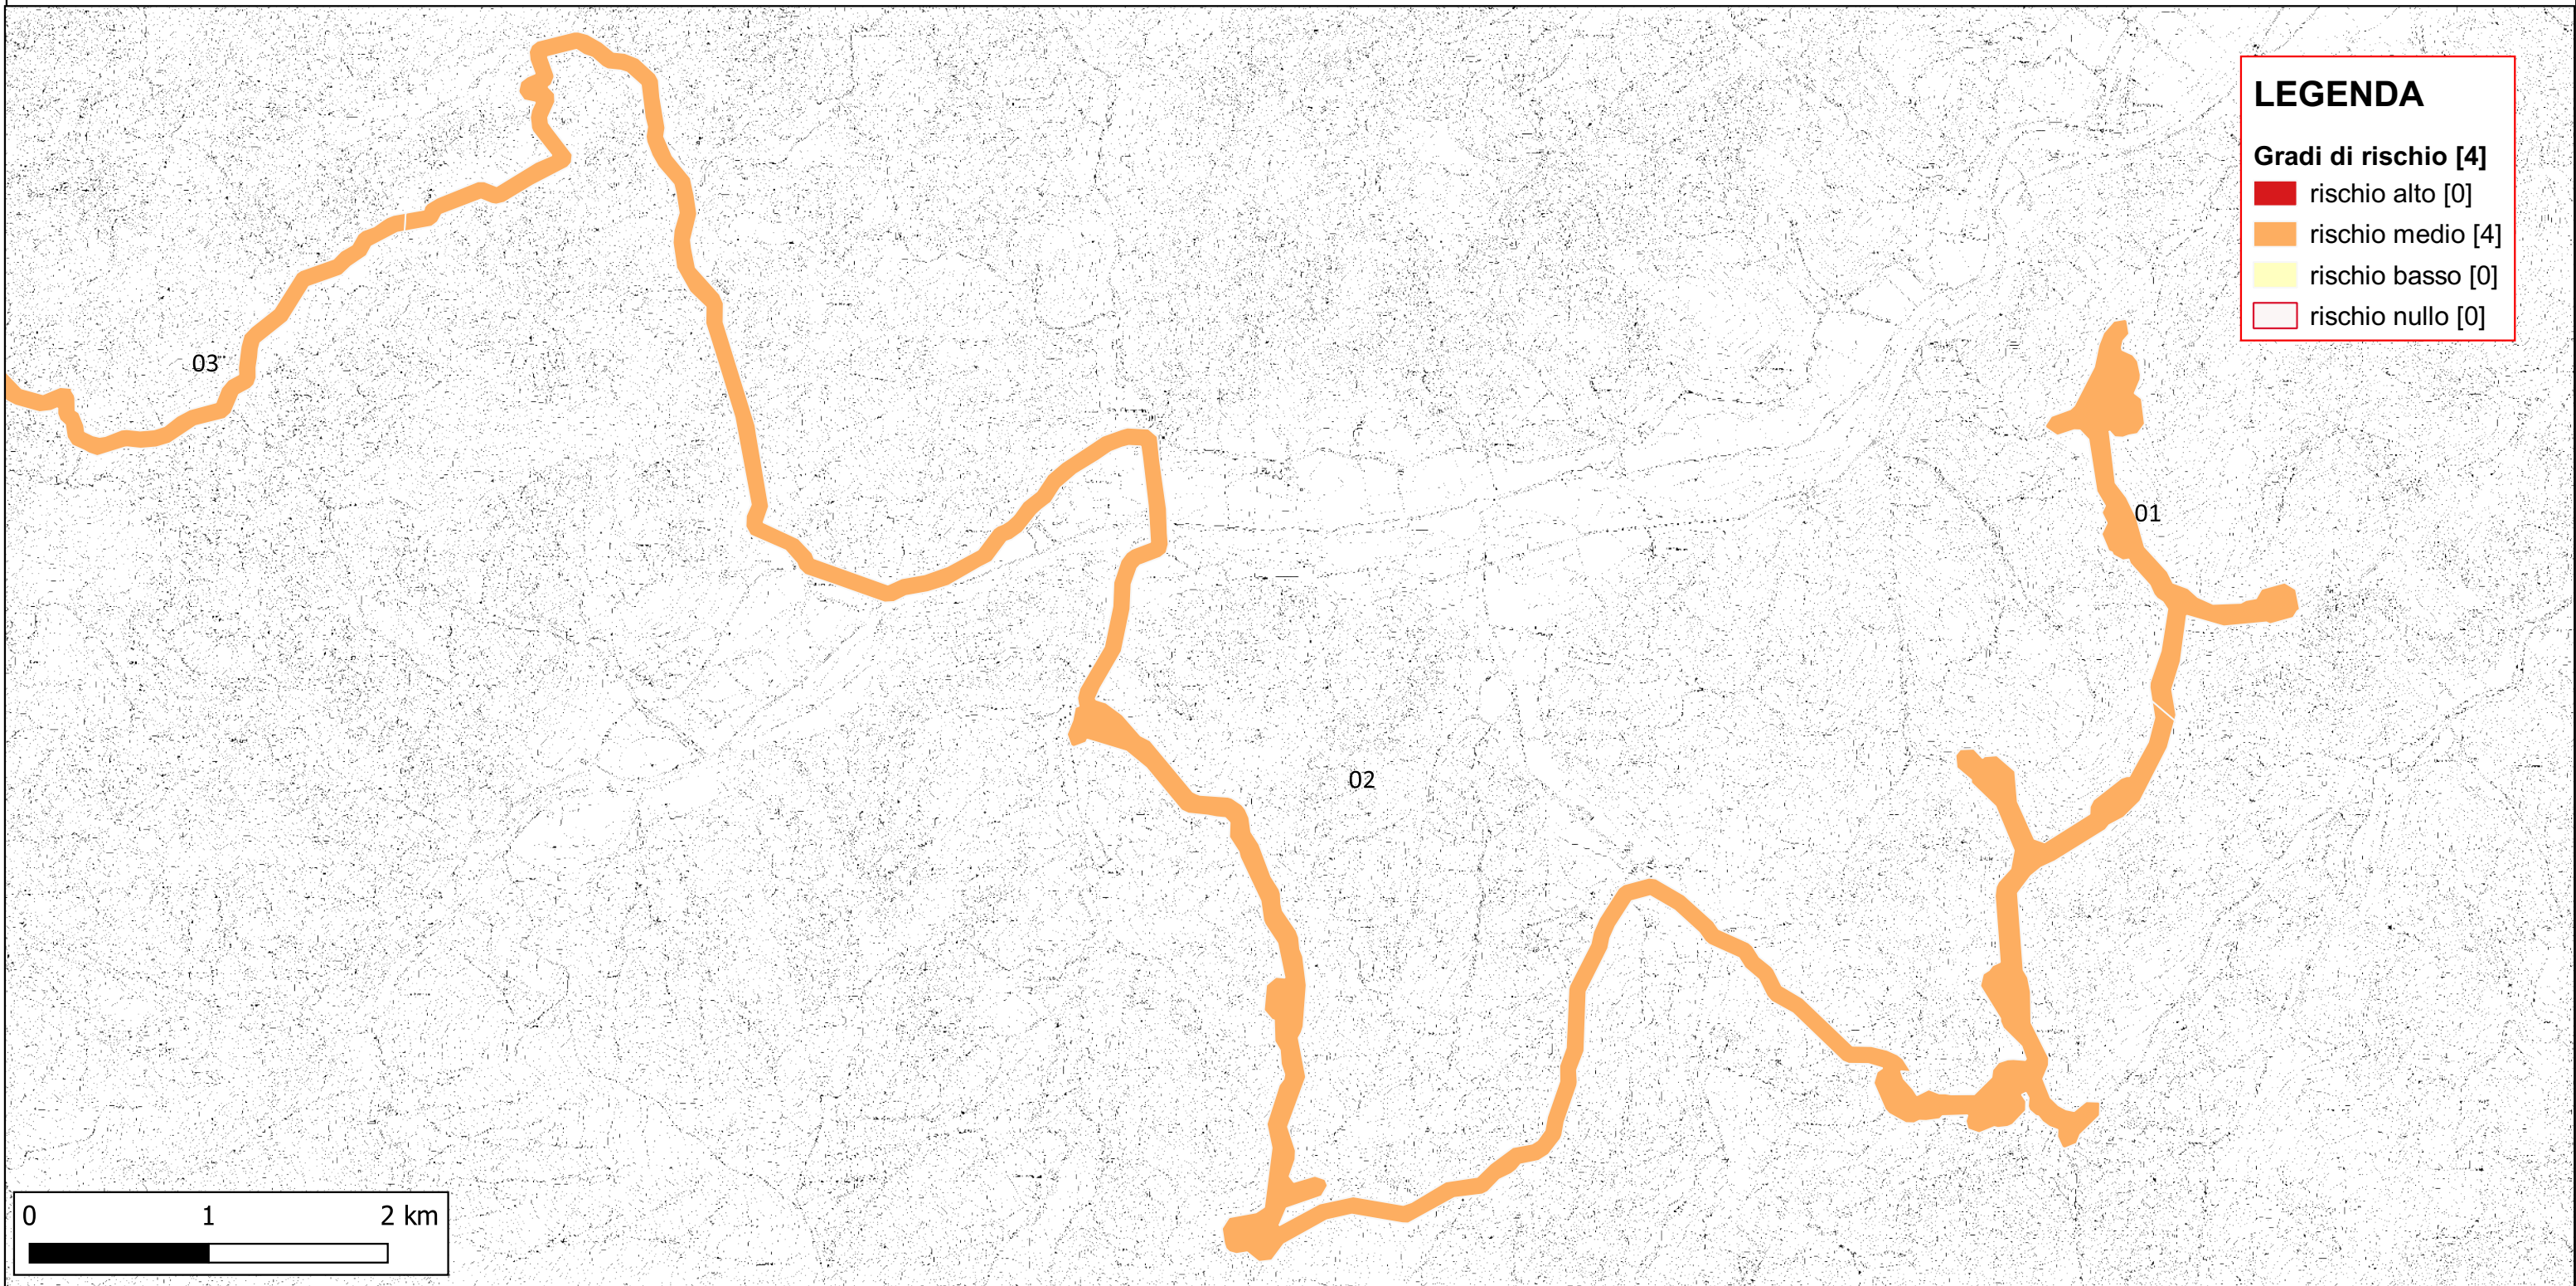 LEGENDA
Gradi di rischio [4]
rischio alto [0]
rischio medio [4]
rischio basso [0]
rischio nullo [0]
03
01
02
0 1 2 km